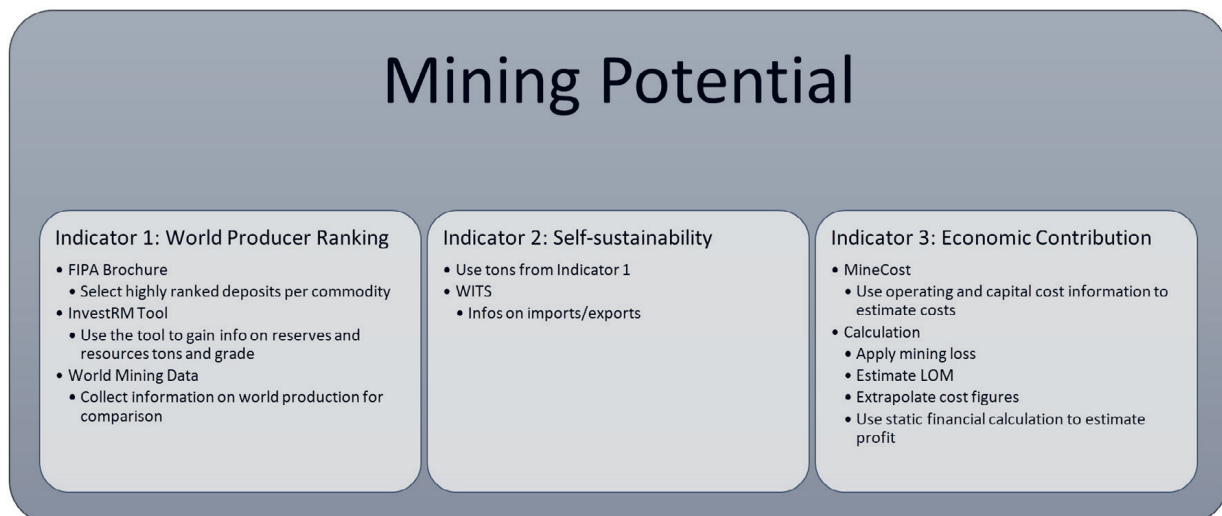 Mining Potential
Indicator 1: World Producer Ranking
• FIPA Brochure
• Select highly ranked deposits per commodity
• InvestRM Tool
• Use the tool to gain info on reserves and
resources tons and grade
• World Mining Data
• Collect information on world production for
comparison
Indicator 2: Self-sustainability
• Use tons from Indicator 1
• WITS
• Infos on imports/exports
Indicator 3: Economic Contribution
• MineCost
• Use operating and capital cost information to
estimate costs
• Calculation
• Apply mining loss
• Estimate LOM
• Extrapolate cost figures
• Use static financial calculation to estimate
profit